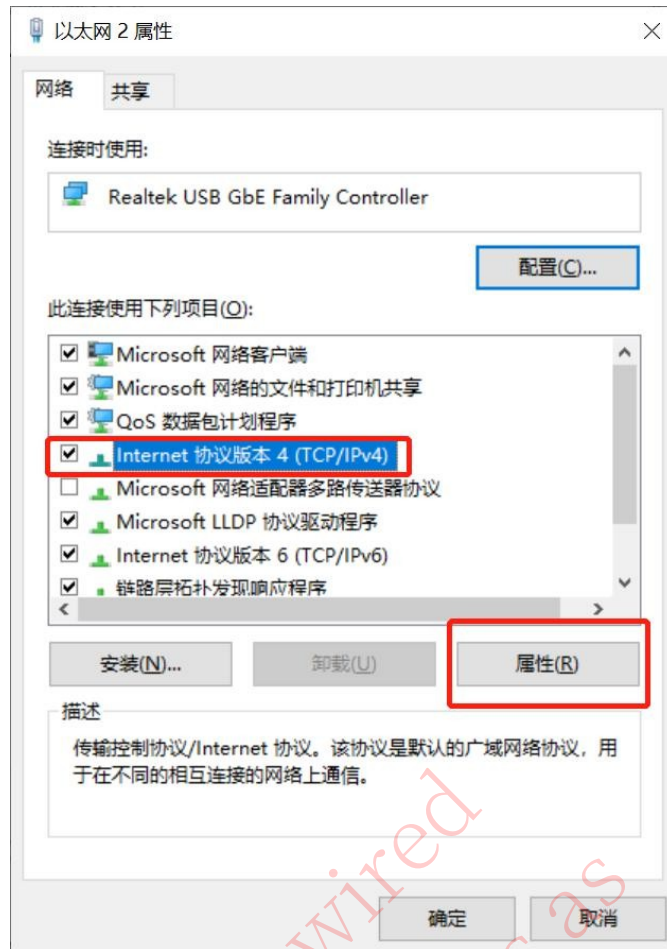 以太网 2 属性
网络
共享
连接时使用:
Realtek USB GbE Family Controller
配置(C)...
此连接使用下列项目(O):
Microsoft 网络客户端
Microsoft 网络的文件和打印机共享
QoS 数据包计划程序
Internet 协议版本 4 (TCP/IPv4)
Microsoft 网络适配器多路传送器协议
Microsoft LLDP 协议驱动程序
Internet 协议版本 6 (TCP/IPv6)
链路层拓扑发现响应程序
安装(N)...
卸载(U)
属性(R)
描述
传输控制协议/Internet 协议。该协议是默认的广域网络协议，用
于在不同的相互连接的网络上通信。
wired
as
确定
取消